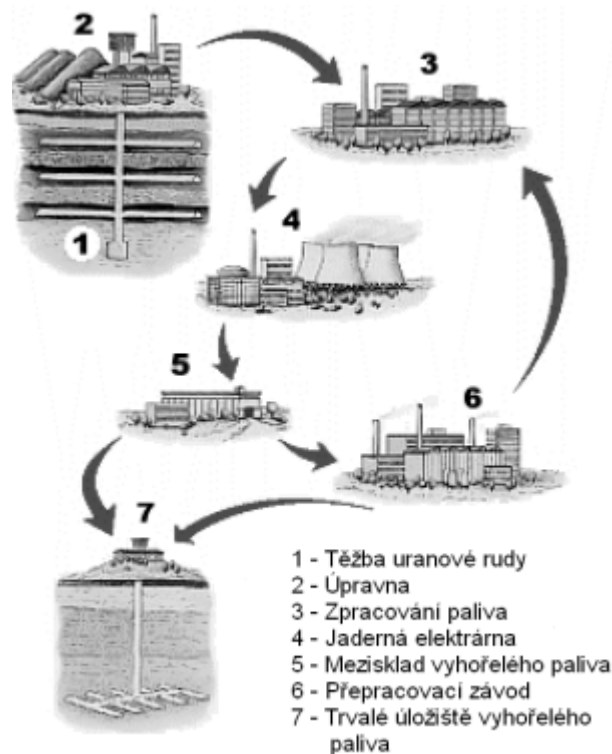 2
3
1
4
5
6
7
1 - Těžba uranové rudy
2 - Úpravna
3 - Zpracování paliva
4 - Jaderná elektrárna
5 - Mezisklad vyhořelého paliva
6 - Přepracovací závod
7 - Trvalé úložiště vyhořelého
paliva